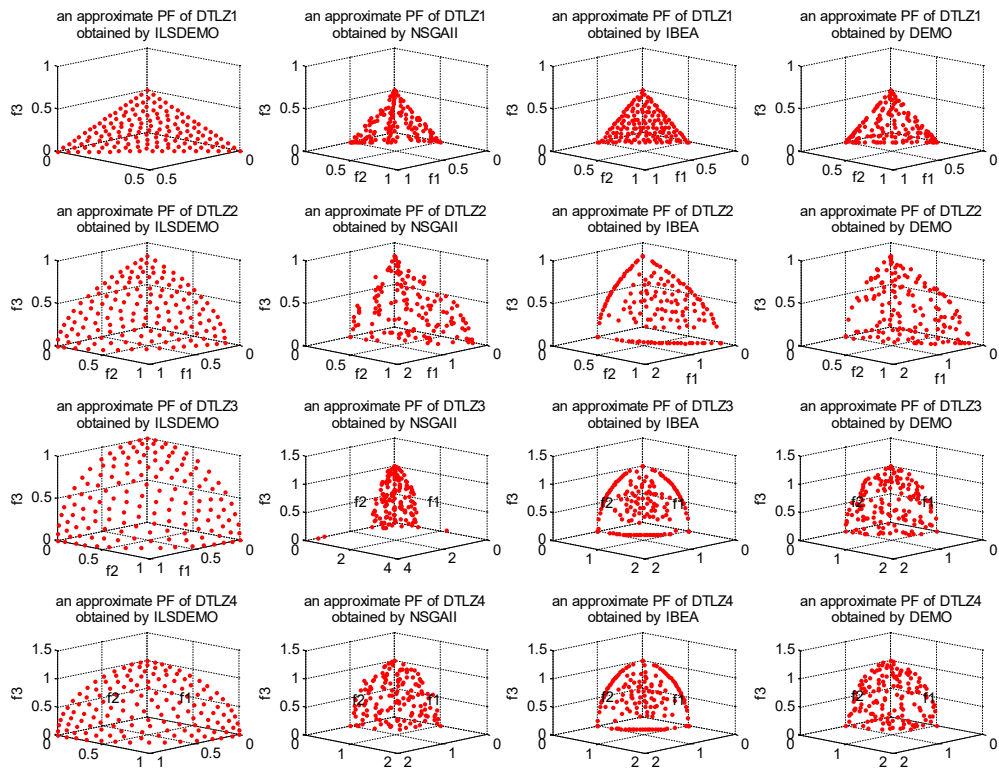 an approximate PF of DTLZ1
obtained by ILSDEMO
1
0.5
0
f3
0
0.5
0.5
0
an approximate PF of DTLZ1
obtained by NSGAII
1
0.5
0
f3
0
0.5
f2
1
1
f1
0.5
0
an approximate PF of DTLZ1
obtained by IBEA
1
0.5
0
f3
0
0.5
f2
1
1
f1
0.5
0
an approximate PF of DTLZ1
obtained by DEMO
1
0.5
0
f3
0
0.5
f2
1
1
f1
0.5
0
an approximate PF of DTLZ2
obtained by ILSDEMO
1
0.5
0
f3
0
0.5
f2
1
1
f1
0.5
0
an approximate PF of DTLZ2
obtained by NSGAII
1
0.5
0
f3
0
0.5
f2
1
2
f1
1
0
an approximate PF of DTLZ2
obtained by IBEA
1
0.5
0
f3
0
0.5
f2
1
2
f1
1
0
an approximate PF of DTLZ2
obtained by DEMO
1
0.5
0
f3
0
0.5
f2
1
2
f1
1
0
an approximate PF of DTLZ3
obtained by ILSDEMO
1
0.5
0
f3
0
0.5
f2
1
1
f1
0.5
0
an approximate PF of DTLZ3
obtained by NSGAII
1.5
1
0.5
0
f3
f2
f1
0
2
4
4
2
0
an approximate PF of DTLZ3
obtained by IBEA
1.5
1
0.5
0
f3
f2
f1
0
1
2
2
1
0
an approximate PF of DTLZ3
obtained by DEMO
1.5
1
0.5
0
f3
f2
f1
0
1
2
2
1
0
an approximate PF of DTLZ4
obtained by ILSDEMO
1.5
1
0.5
0
f3
f2
f1
0
0.5
1
1
0.5
0
an approximate PF of DTLZ4
obtained by NSGAII
1.5
1
0.5
0
f3
f2
f1
0
1
2
2
1
0
an approximate PF of DTLZ4
obtained by IBEA
1.5
1
0.5
0
f3
f2
f1
0
1
2
2
1
0
an approximate PF of DTLZ4
obtained by DEMO
1.5
1
0.5
0
f3
f2
f1
0
1
2
2
1
0